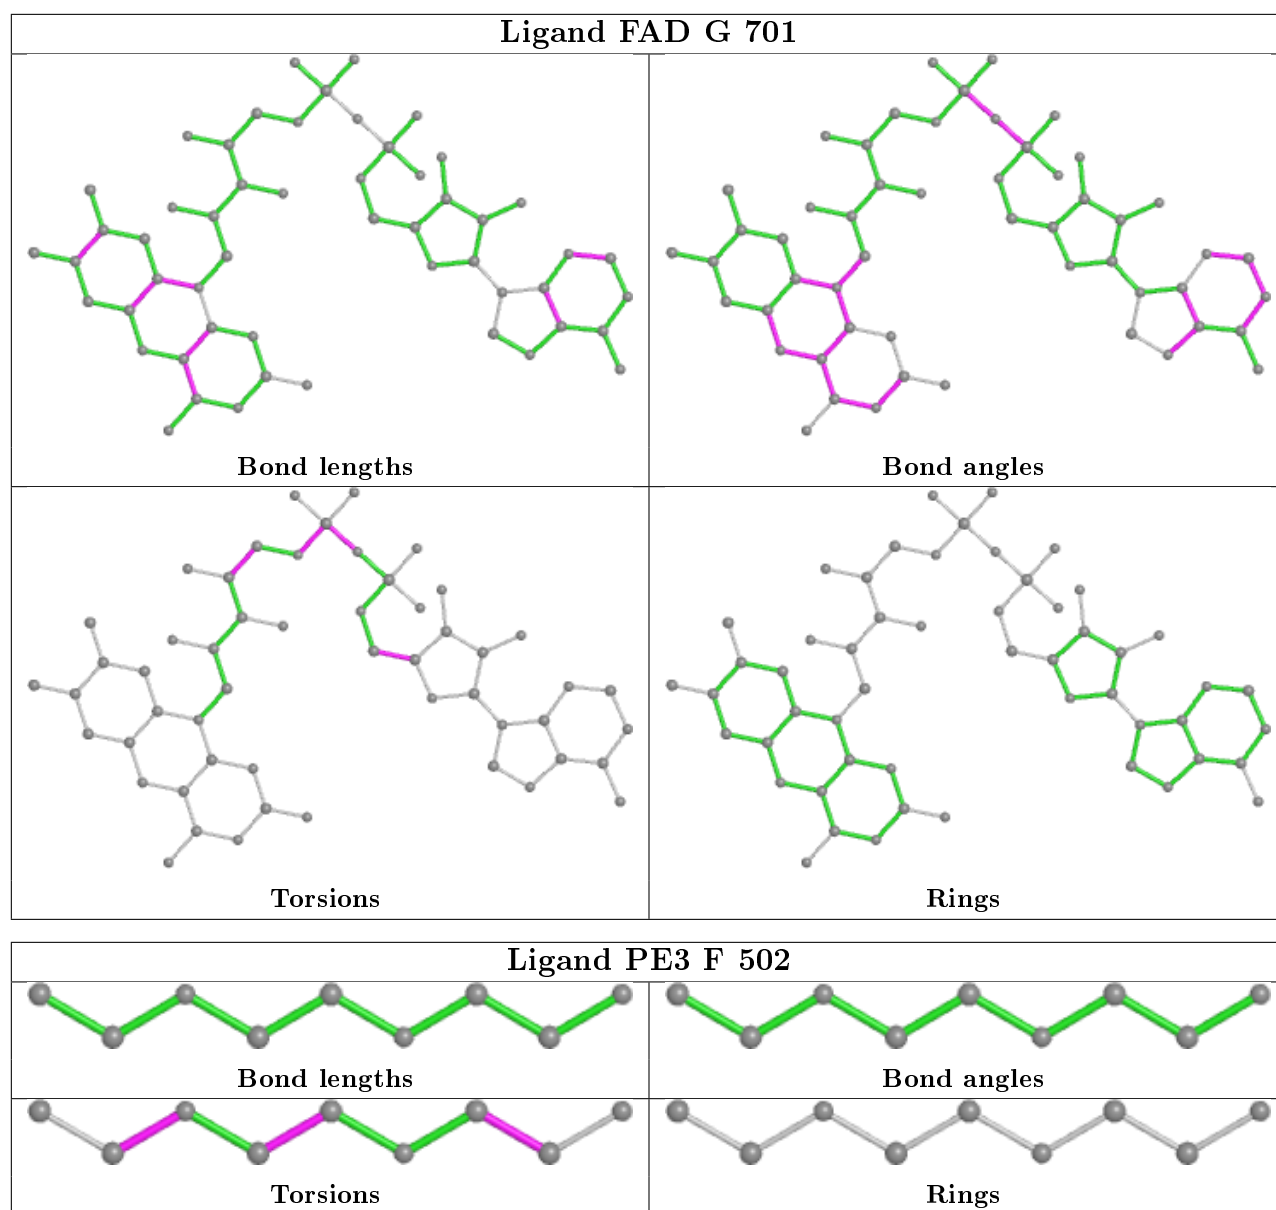 Ligand FAD G 701
Bond lengths
Bond angles
Torsions
Rings
Ligand PE3 F 502
Bond lengths
Bond angles
Torsions
Rings